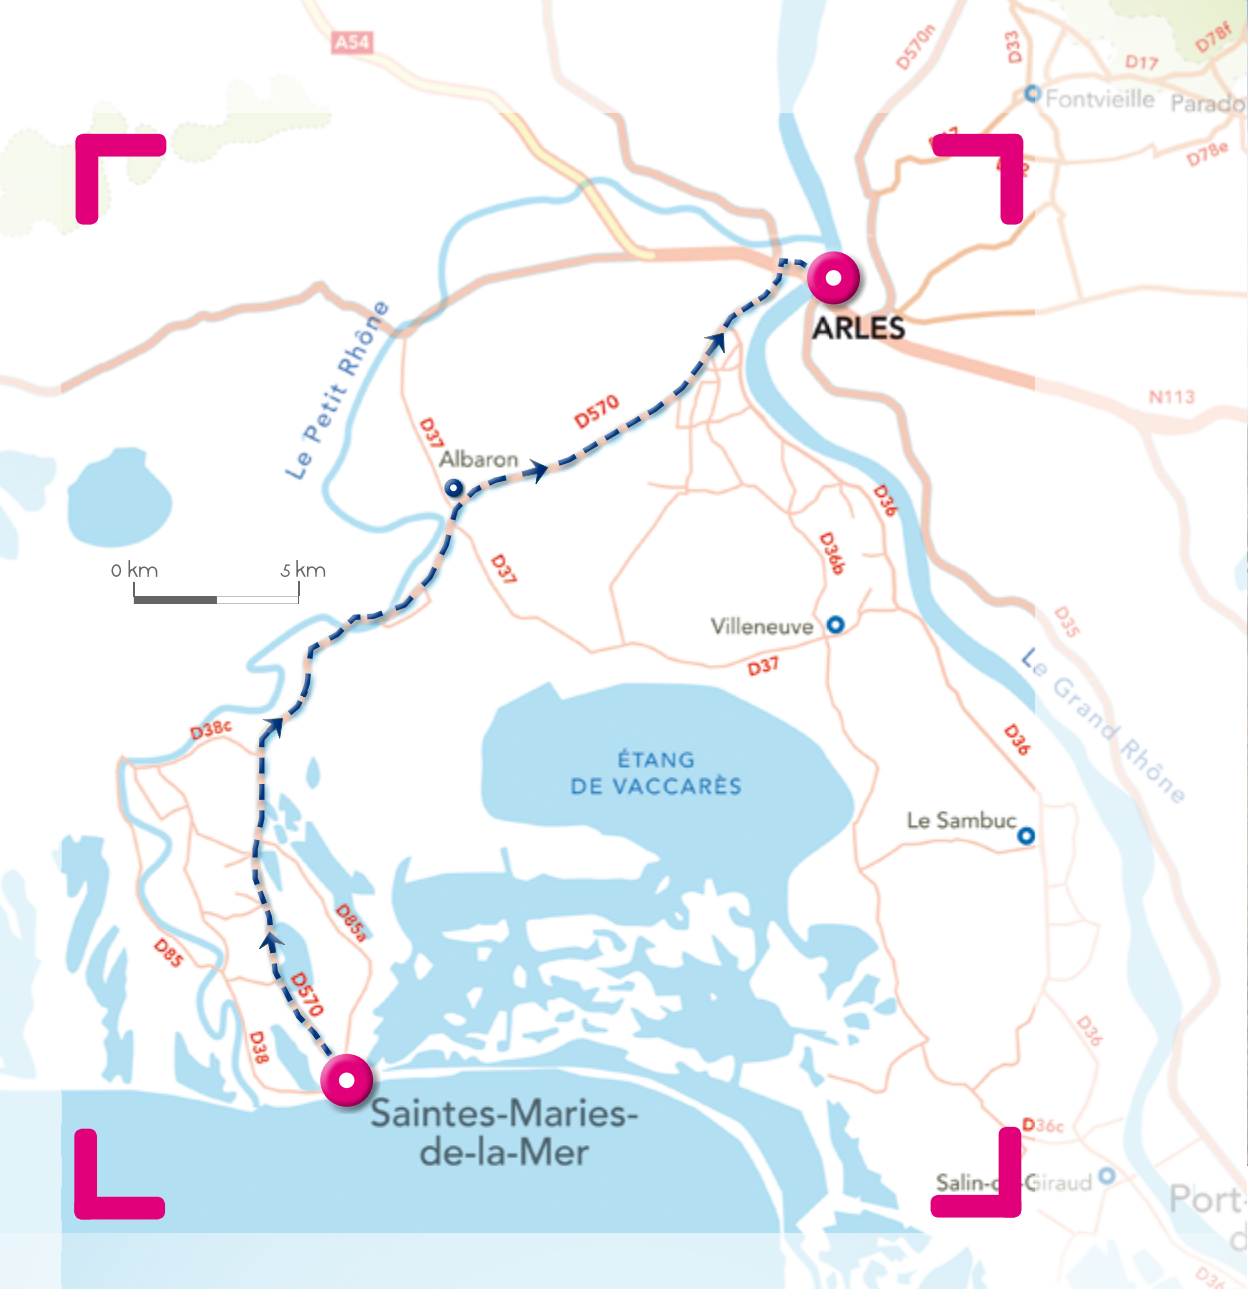 A54
D570n
D33
D17
D78f
Fontvieille
Parado
D78e
Le Petit Rhône
ARLES
N113
D37
D570
Albaron
0 km
5 km
D36
D37
D36b
Villeneuve
D37
D35
Le Grand Rhône
D38c
ÉTANG
DE VACCARÈS
D36
Le Sambuc
D85
D85a
D570
D38
D36
Saintes-Maries-
de-la-Mer
D36c
Giraud
Port-
d
D36